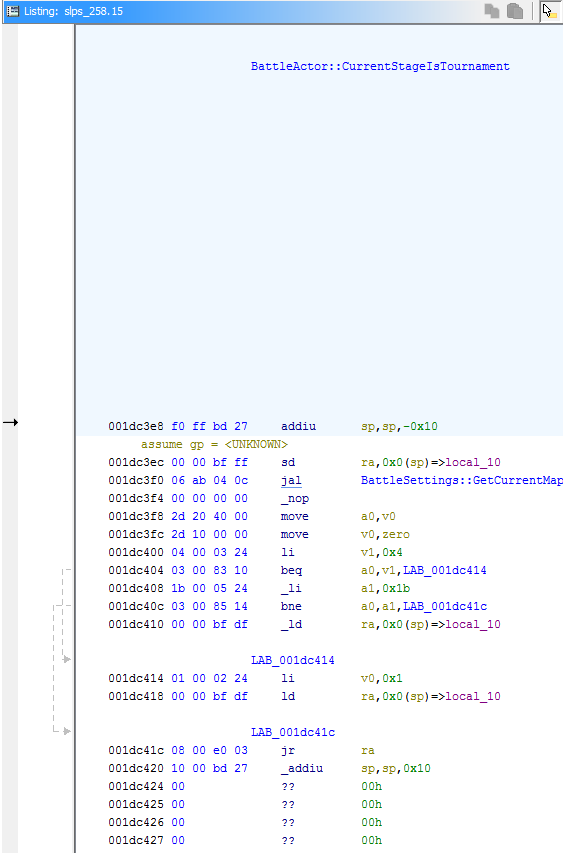 Listing: slps_258.15
BattleActor::CurrentStageIsTournament
001dc3e8 f0 ff bd 27 addiu sp,sp,-0x10
assume gp = <UNKNOWN>
001dc3ec 00 00 bf ff sd ra,0x0(sp)=>local_10
001dc3f0 06 ab 04 0c jal BattleSettings::GetCurrentMap
001dc3f4 00 00 00 00 _nop
001dc3f8 2d 20 40 00 move a0,v0
001dc3fc 2d 10 00 00 move v0,zero
001dc400 04 00 03 24 li v1,0x4
001dc404 03 00 83 10 beq a0,v1,LAB_001dc414
001dc408 1b 00 05 24 _li a1,0x1b
001dc40c 03 00 85 14 bne a0,a1,LAB_001dc41c
001dc410 00 00 bf df _ld ra,0x0(sp)=>local_10
LAB_001dc414
001dc414 01 00 02 24 li v0,0x1
001dc418 00 00 bf df ld ra,0x0(sp)=>local_10
LAB_001dc41c
001dc41c 08 00 e0 03 jr ra
001dc420 10 00 bd 27 _addiu sp,sp,0x10
001dc424 00 ?? 00h
001dc425 00 ?? 00h
001dc426 00 ?? 00h
001dc427 00 ?? 00h